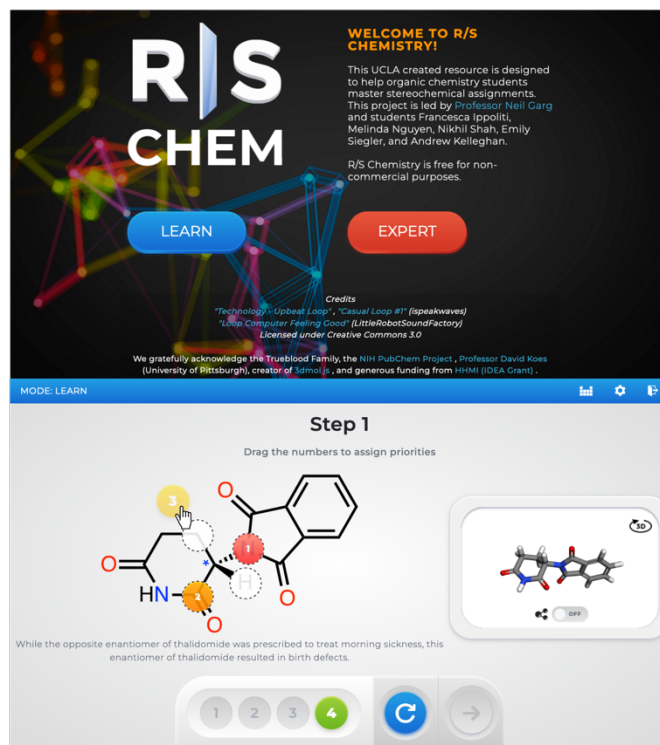 R|S
CHEM
WELCOME TO R/S
CHEMISTRY!
This UCLA created resource is designed
to help organic chemistry students
master stereochemical assignments.
This project is led by Professor Neil Garg
and students Francesca Ippoliti,
Melinda Nguyen, Nikhil Shah, Emily
Siegler, and Andrew Kelleghan.
R/S Chemistry is free for non-
commercial purposes.
LEARN
EXPERT
Credits
"Technology - Upbeat Loop" , "Casual Loop #1" (ispeakwaves)
"Loop Computer Feeling Good" (LittleRobotSoundFactory)
Licensed under Creative Commons 3.0
We gratefully acknowledge the Trueblood Family, the NIH PubChem Project , Professor David Koes
(University of Pittsburgh), creator of 3dmol.js , and generous funding from HHMI (IDEA Grant) .
MODE: LEARN
Step 1
Drag the numbers to assign priorities
3
O
1
*
O
H
HN
2
O
O
3D
OFF
While the opposite enantiomer of thalidomide was prescribed to treat morning sickness, this
enantiomer of thalidomide resulted in birth defects.
1 2 3 4